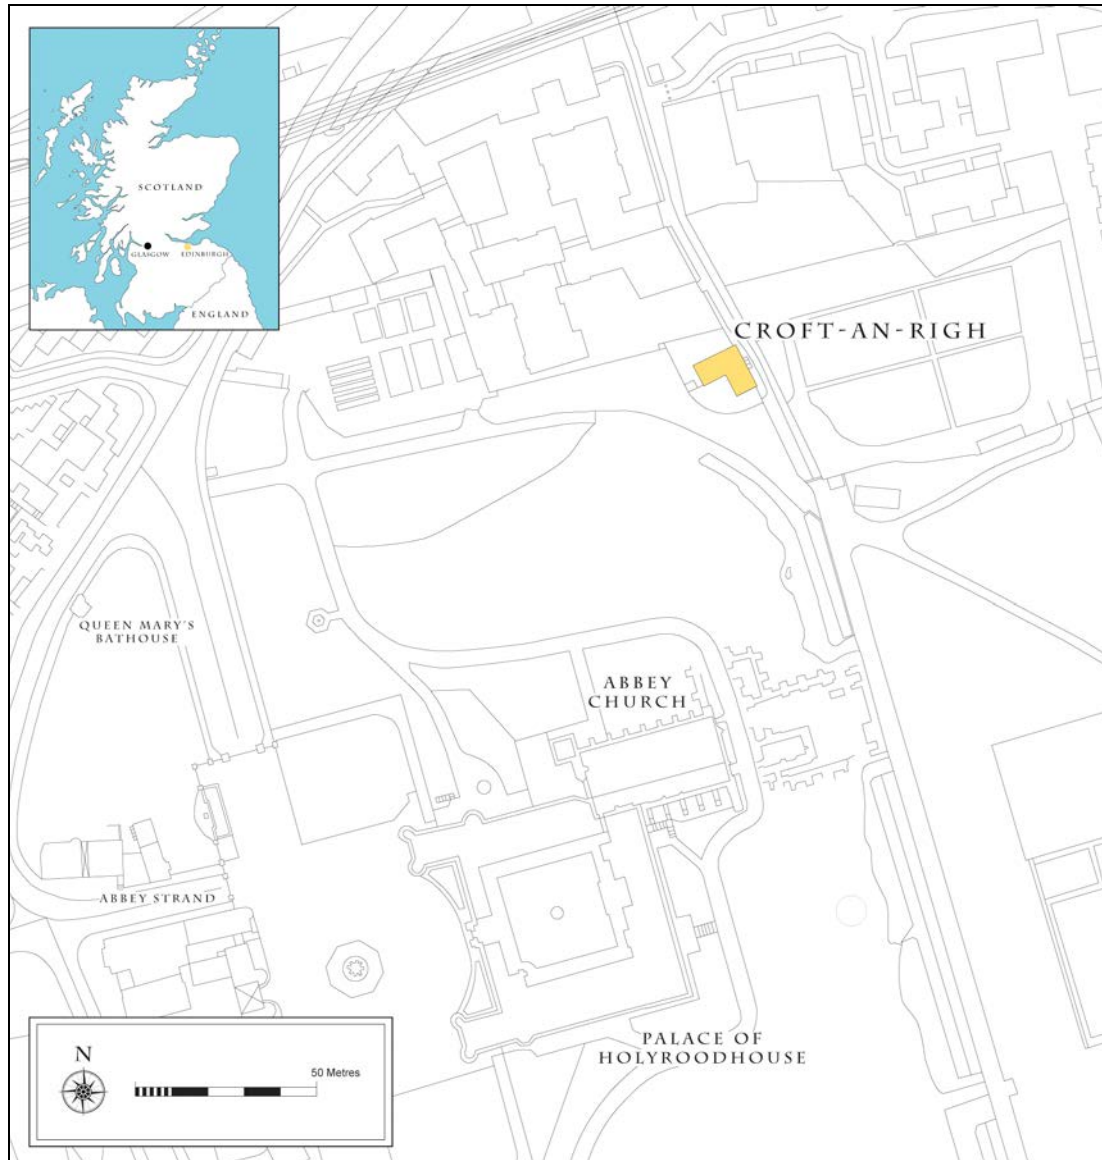 SCOTLAND
GLASGOW
EDINBURGH
ENGLAND
CROFT-AN-RIGH
QUEEN MARY'S
BATHOUSE
ABBEY
CHURCH
ABBEY STRAND
PALACE OF
HOLYROODHOUSE
N
50 Metres